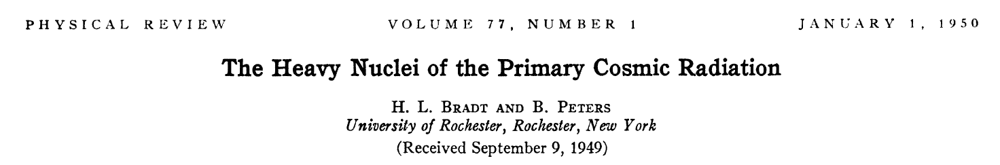 PHYSICAL REVIEW VOLUME 77, NUMBER 1 JANUARY 1, 1950
The Heavy Nuclei of the Primary Cosmic Radiation
H. L. BRADT AND B. PETERS
University of Rochester, Rochester, New York
(Received September 9, 1949)